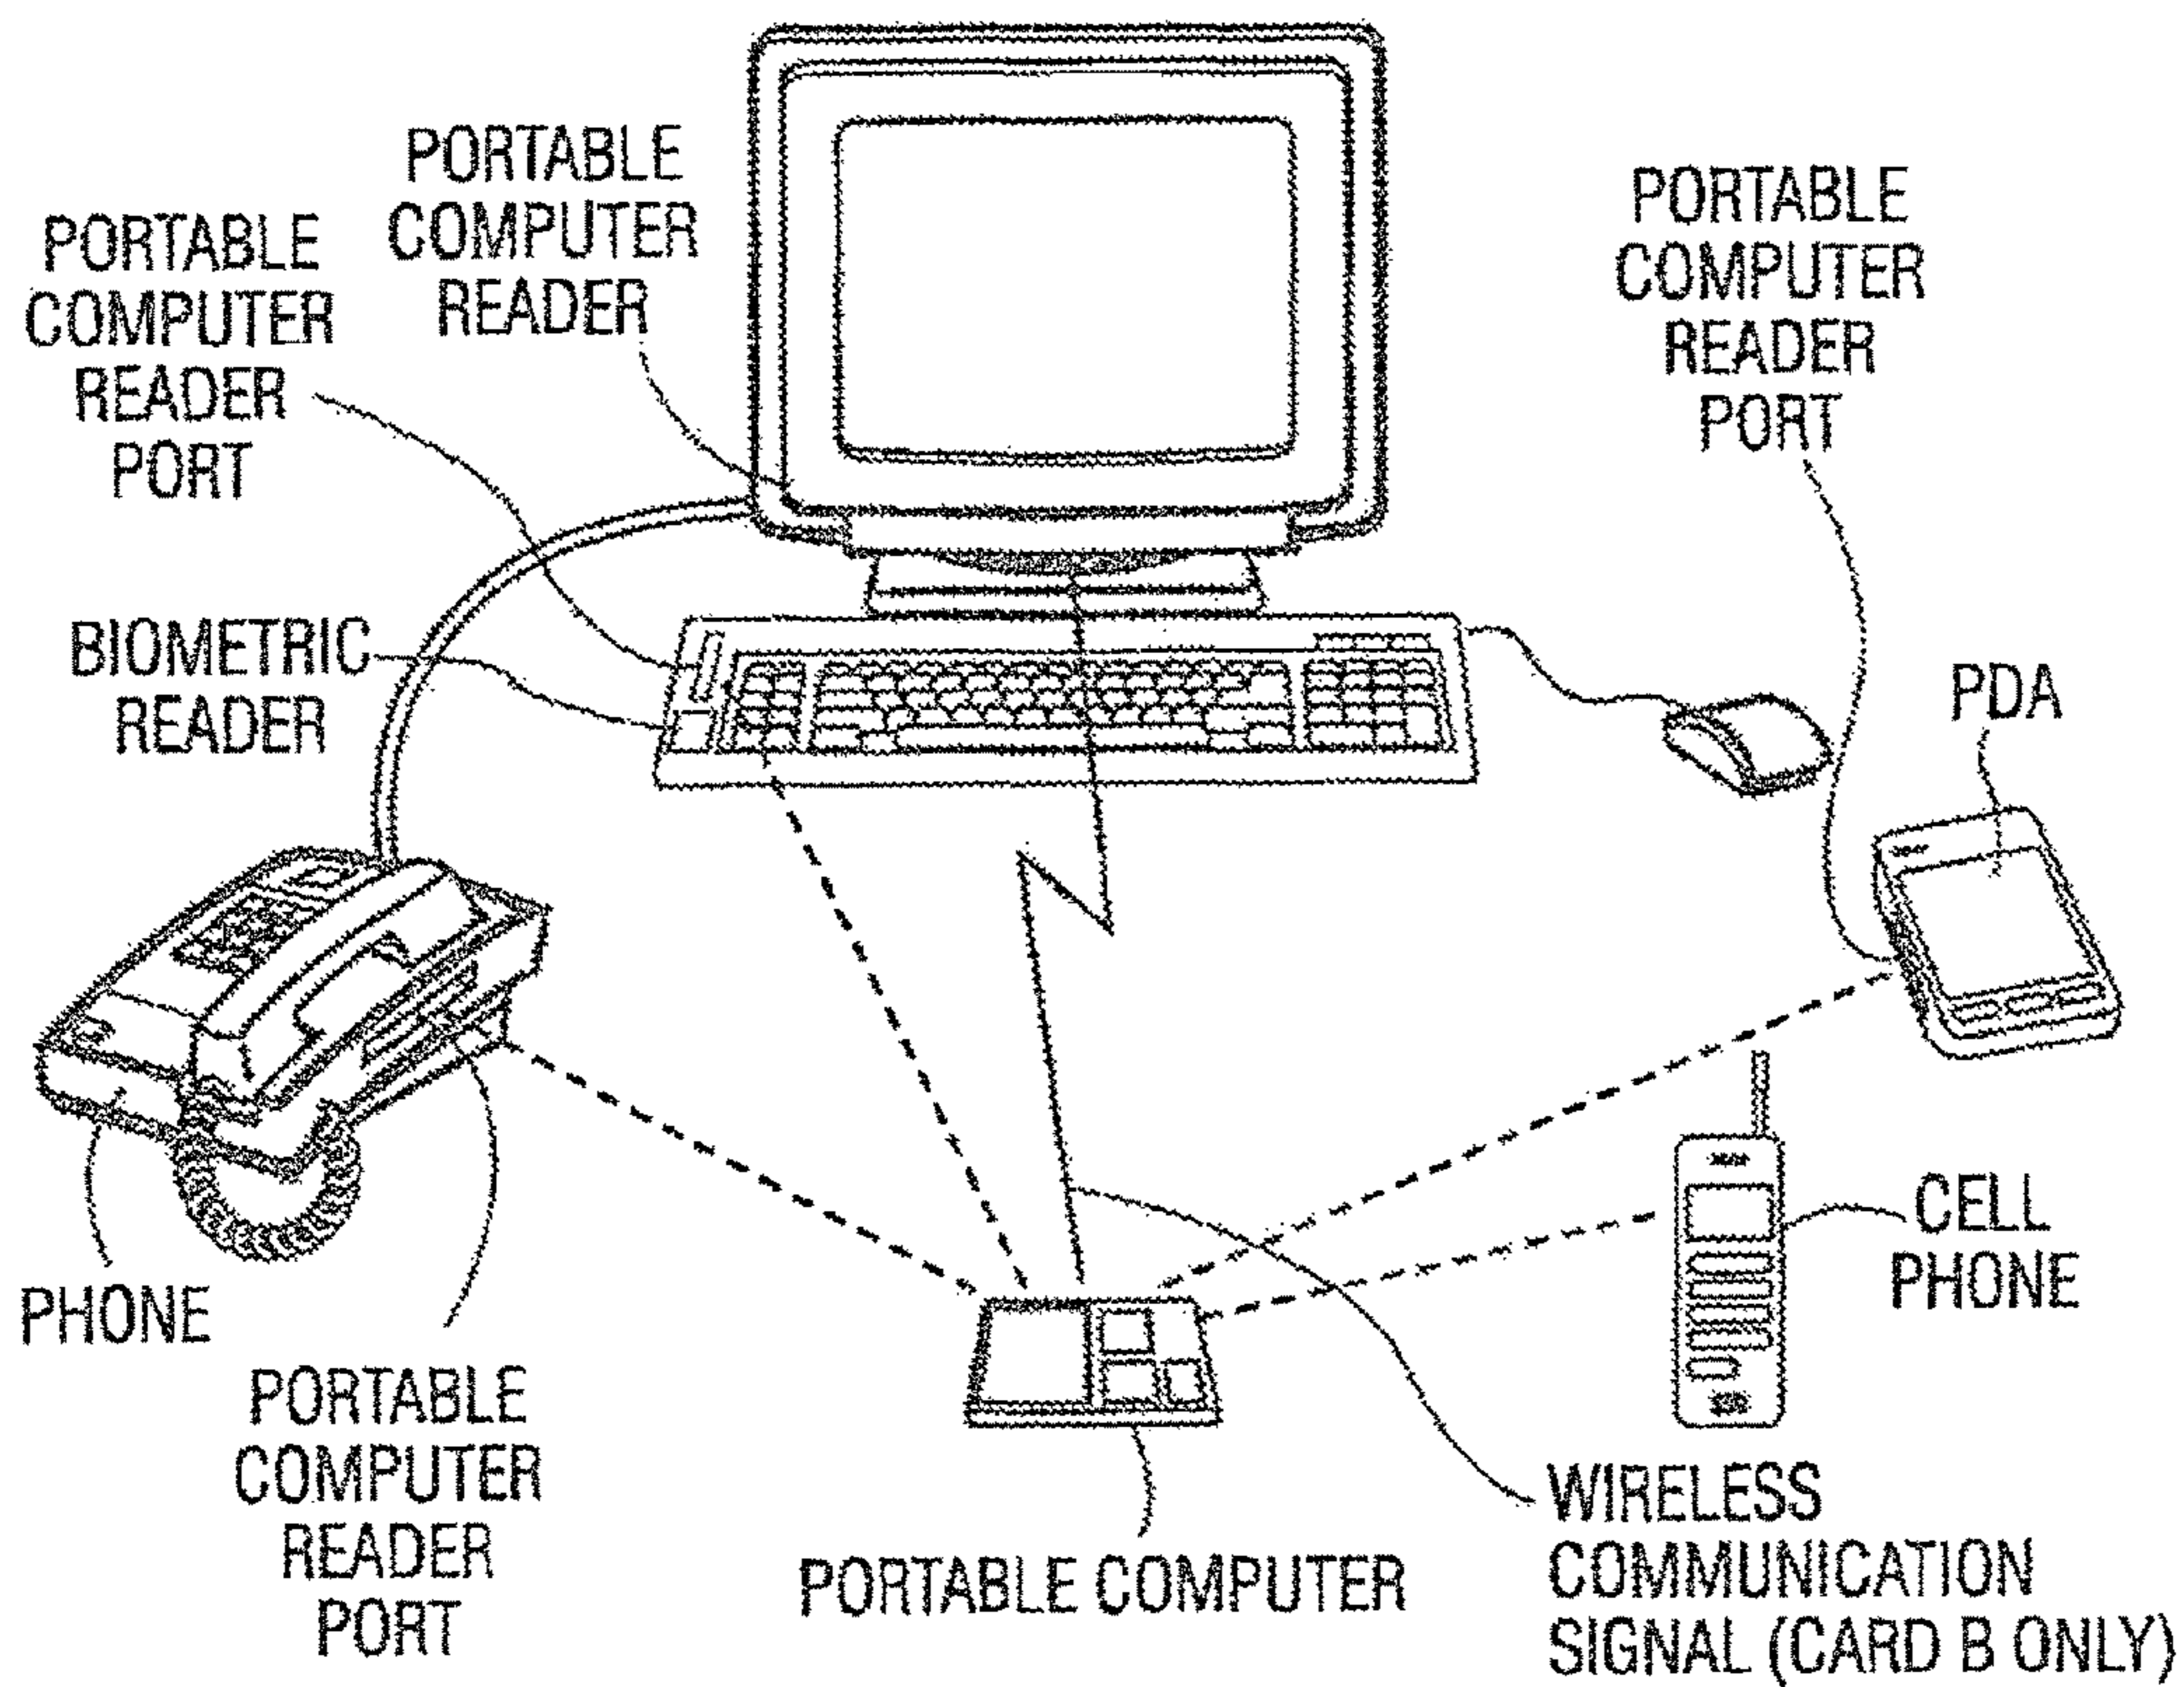 PORTABLE
COMPUTER
READER
PORTABLE
COMPUTER
READER
PORT
PORTABLE
COMPUTER
READER
PORT
BIOMETRIC
READER
PDA
CELL
PHONE
PHONE
PORTABLE
COMPUTER
READER
PORT
PORTABLE COMPUTER
WIRELESS
COMMUNICATION
SIGNAL (CARD B ONLY)